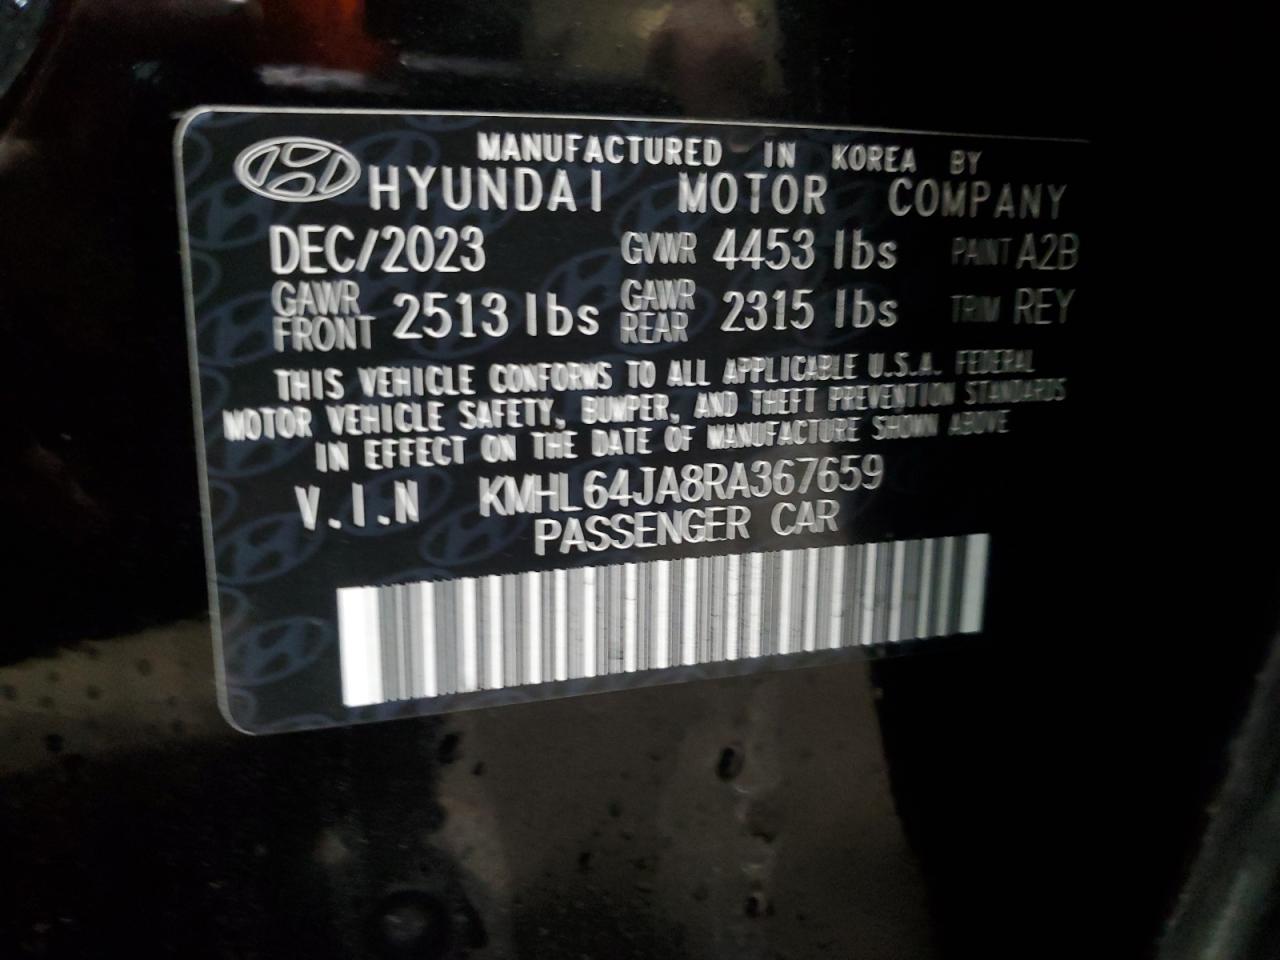 MANUFACTURED IN KOREA BY
HYUNDAI MOTOR COMPANY
DEC/2023 GVWR 4453 lbs PAINT A2B
GAWR FRONT 2513 lbs GAWR REAR 2315 lbs TRIM REY
THIS VEHICLE CONFORMS TO ALL APPLICABLE U.S.A. FEDERAL
MOTOR VEHICLE SAFETY, BUMPER, AND THEFT PREVENTION STANDARDS
IN EFFECT ON THE DATE OF MANUFACTURE SHOWN ABOVE
V.I.N KMHL64JA8RA367659
PASSENGER CAR